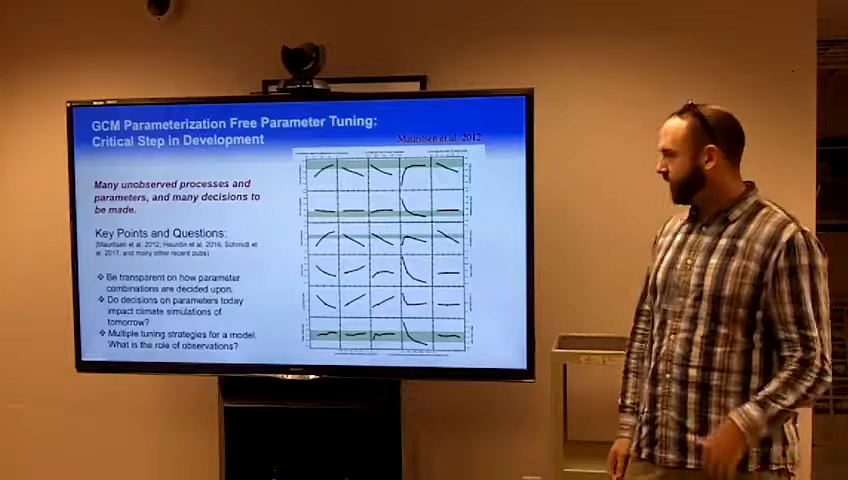 GCM Parameterization Free Parameter Tuning:
Critical Step in Development
Mauritsen et al. 2012
Many unobserved processes and
parameters, and many decisions to
be made.
Key Points and Questions:
(Mauritsen et al. 2012; Hourdin et al. 2016, Schmidt et
al. 2017, and many other recent pubs)
❖ Be transparent on how parameter
combinations are decided upon.
❖ Do decisions on parameters today
impact climate simulations of
tomorrow?
❖ Multiple tuning strategies for a model.
What is the role of observations?